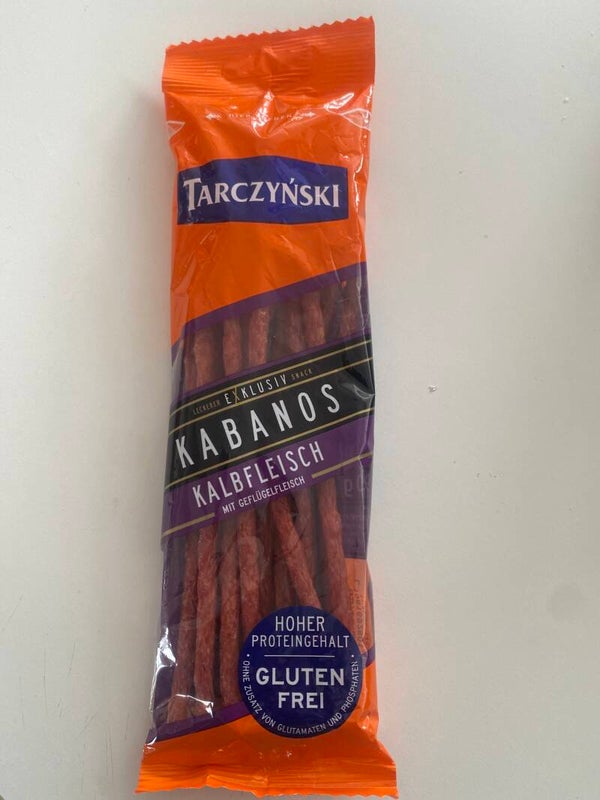 TARCZYŃSKI
LECKERER EXKLUSIV SNACK
KABANOS
KALBFLEISCH
MIT GEFLÜGELFLEISCH
HOHER
PROTEINGEHALT
GLUTEN
FREI
OHNE ZUSATZ VON GLUTAMATEN UND PHOSPHATEN